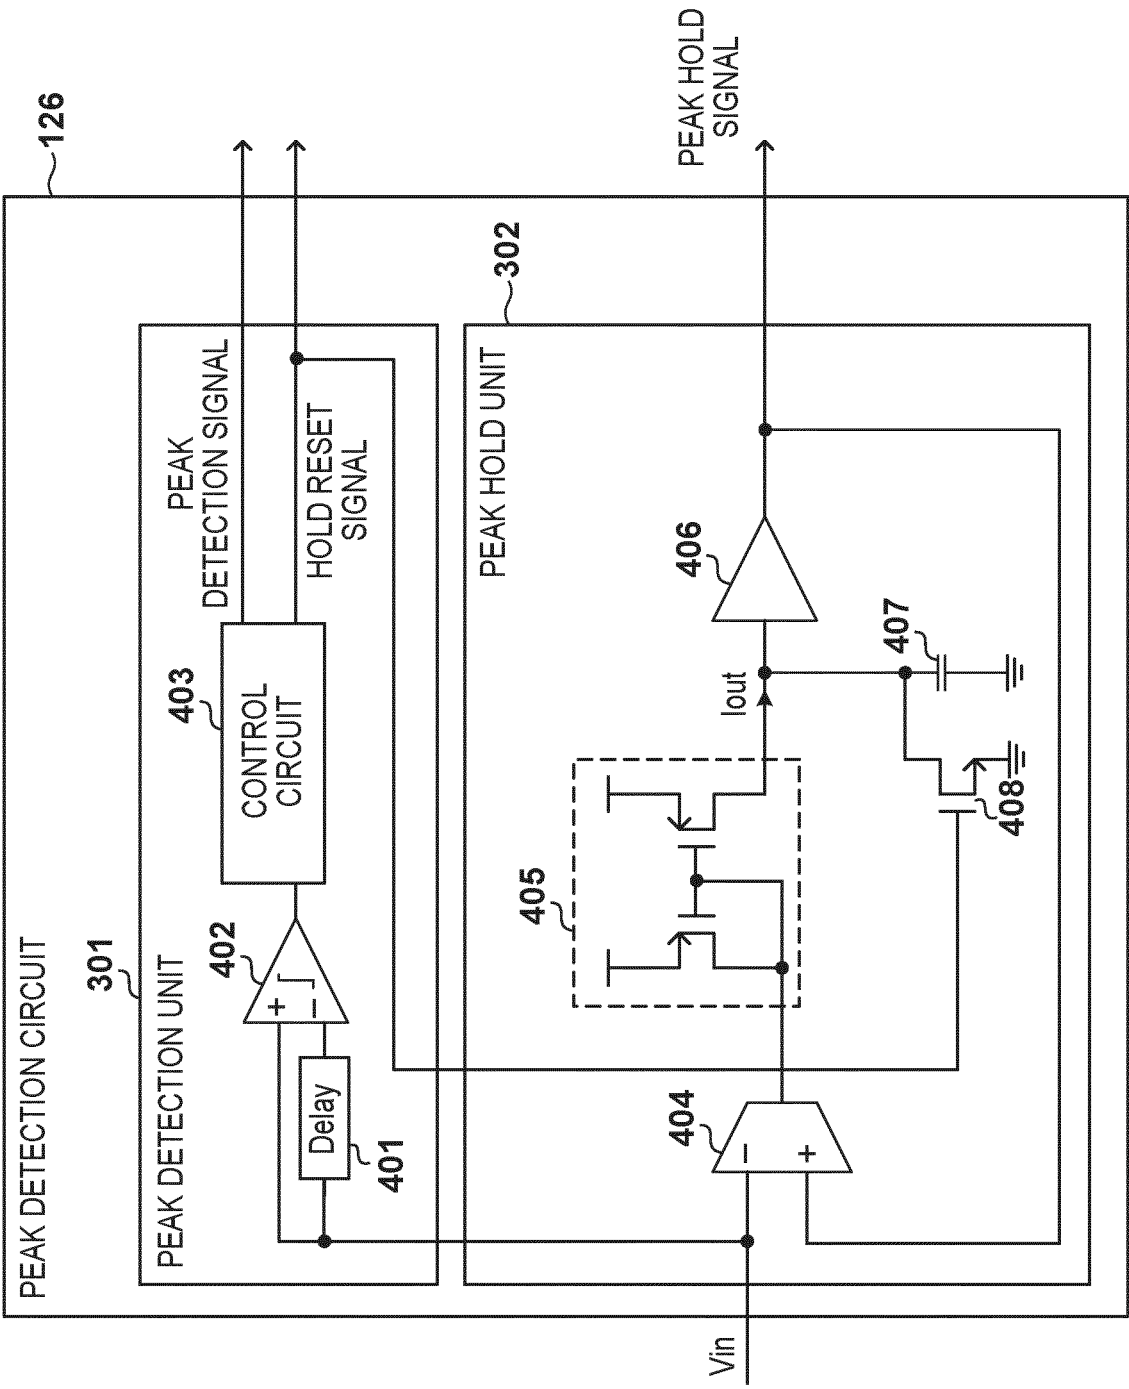 PEAK DETECTION CIRCUIT
126
301
PEAK DETECTION UNIT
PEAK
DETECTION SIGNAL
402
+
−
Delay
401
403
CONTROL
CIRCUIT
HOLD RESET
SIGNAL
302
PEAK HOLD UNIT
PEAK HOLD
SIGNAL
Vin
404
−
+
405
Iout
406
407
408